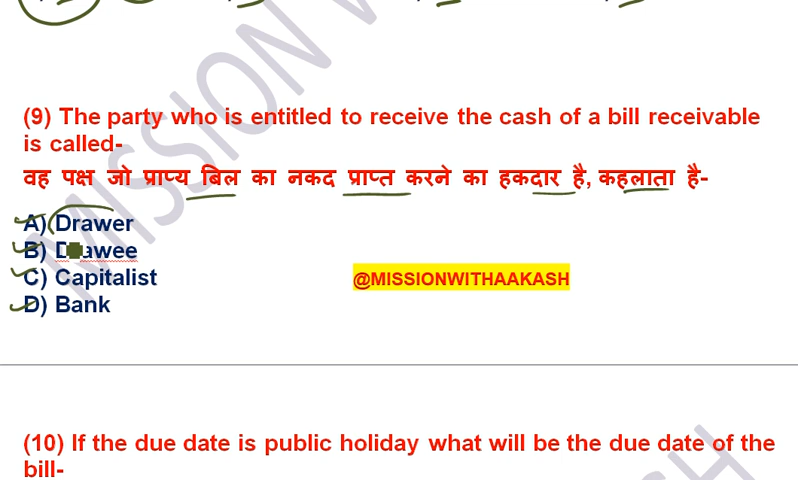 (9) The party who is entitled to receive the cash of a bill receivable
is called-
वह पक्ष जो प्राप्य बिल का नकद प्राप्त करने का हकदार है, कहलाता है-
A) Drawer
B) Drawee
C) Capitalist
@MISSIONWITHAAKASH
D) Bank
(10) If the due date is public holiday what will be the due date of the
bill-